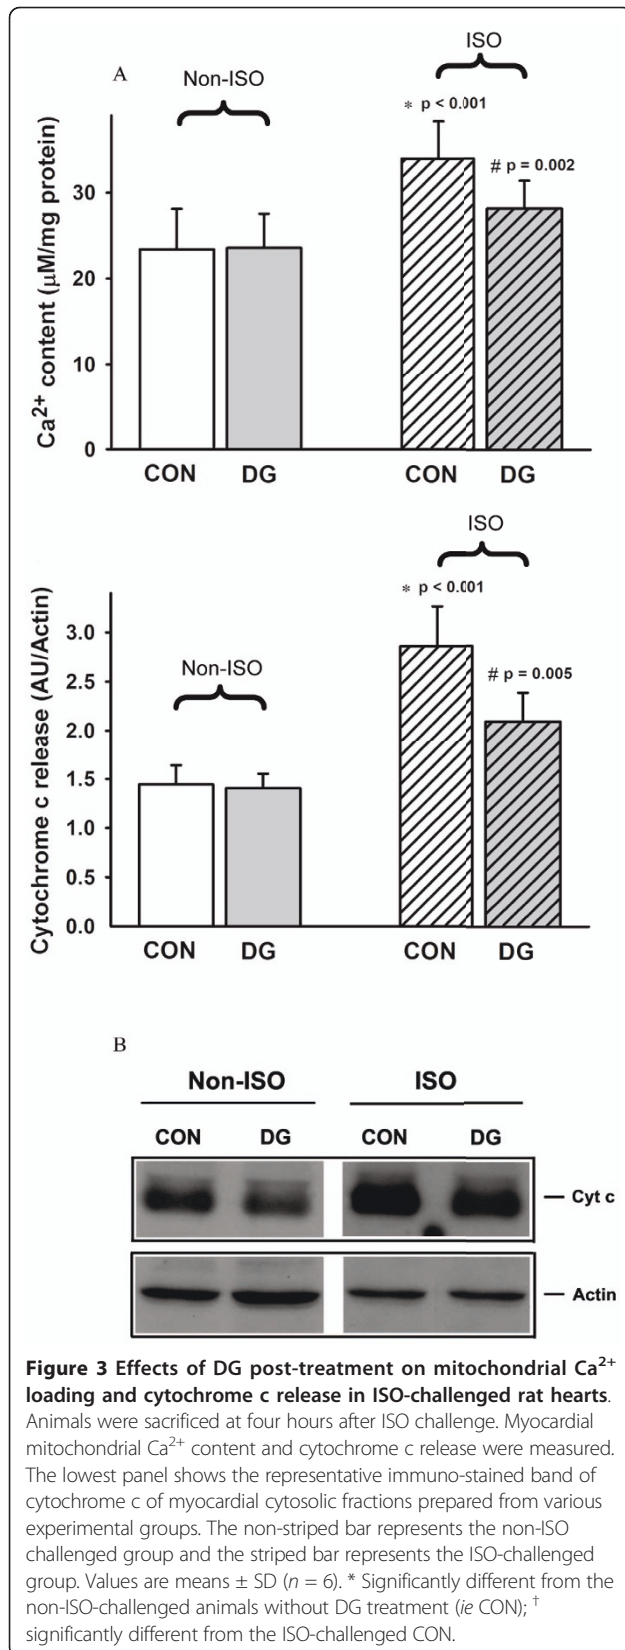 A
Non-ISO
ISO
* p < 0.001
# p = 0.002
Ca²⁺ content (µM/mg protein)
30
20
10
0
CON DG CON DG
ISO
* p < 0.001
Non-ISO
# p = 0.005
Cytochrome c release (AU/Actin)
3.0
2.5
2.0
1.5
1.0
0.5
0.0
CON DG CON DG
B
Non-ISO ISO
CON DG CON DG
Cyt c
Actin
Figure 3 Effects of DG post-treatment on mitochondrial Ca²⁺
loading and cytochrome c release in ISO-challenged rat hearts.
Animals were sacrificed at four hours after ISO challenge. Myocardial
mitochondrial Ca²⁺ content and cytochrome c release were measured.
The lowest panel shows the representative immuno-stained band of
cytochrome c of myocardial cytosolic fractions prepared from various
experimental groups. The non-striped bar represents the non-ISO
challenged group and the striped bar represents the ISO-challenged
group. Values are means ± SD (n = 6). * Significantly different from the
non-ISO-challenged animals without DG treatment (ie CON); †
significantly different from the ISO-challenged CON.